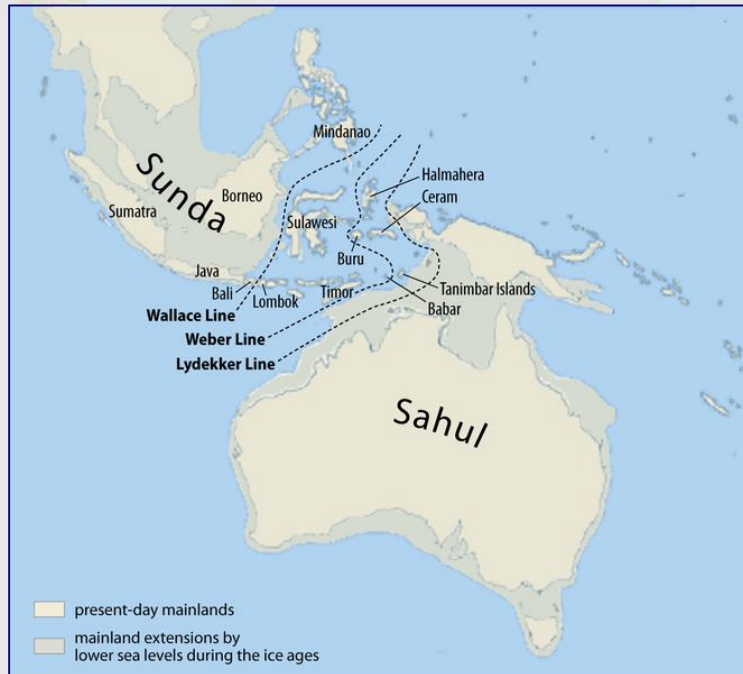 Mindanao
Halmahera
Ceram
Sunda
Borneo
Sumatra
Sulawesi
Buru
Java
Bali
Lombok
Timor
Tanimbar Islands
Babar
Wallace Line
Weber Line
Lydekker Line
Sahul
present-day mainlands
mainland extensions by
lower sea levels during the ice ages